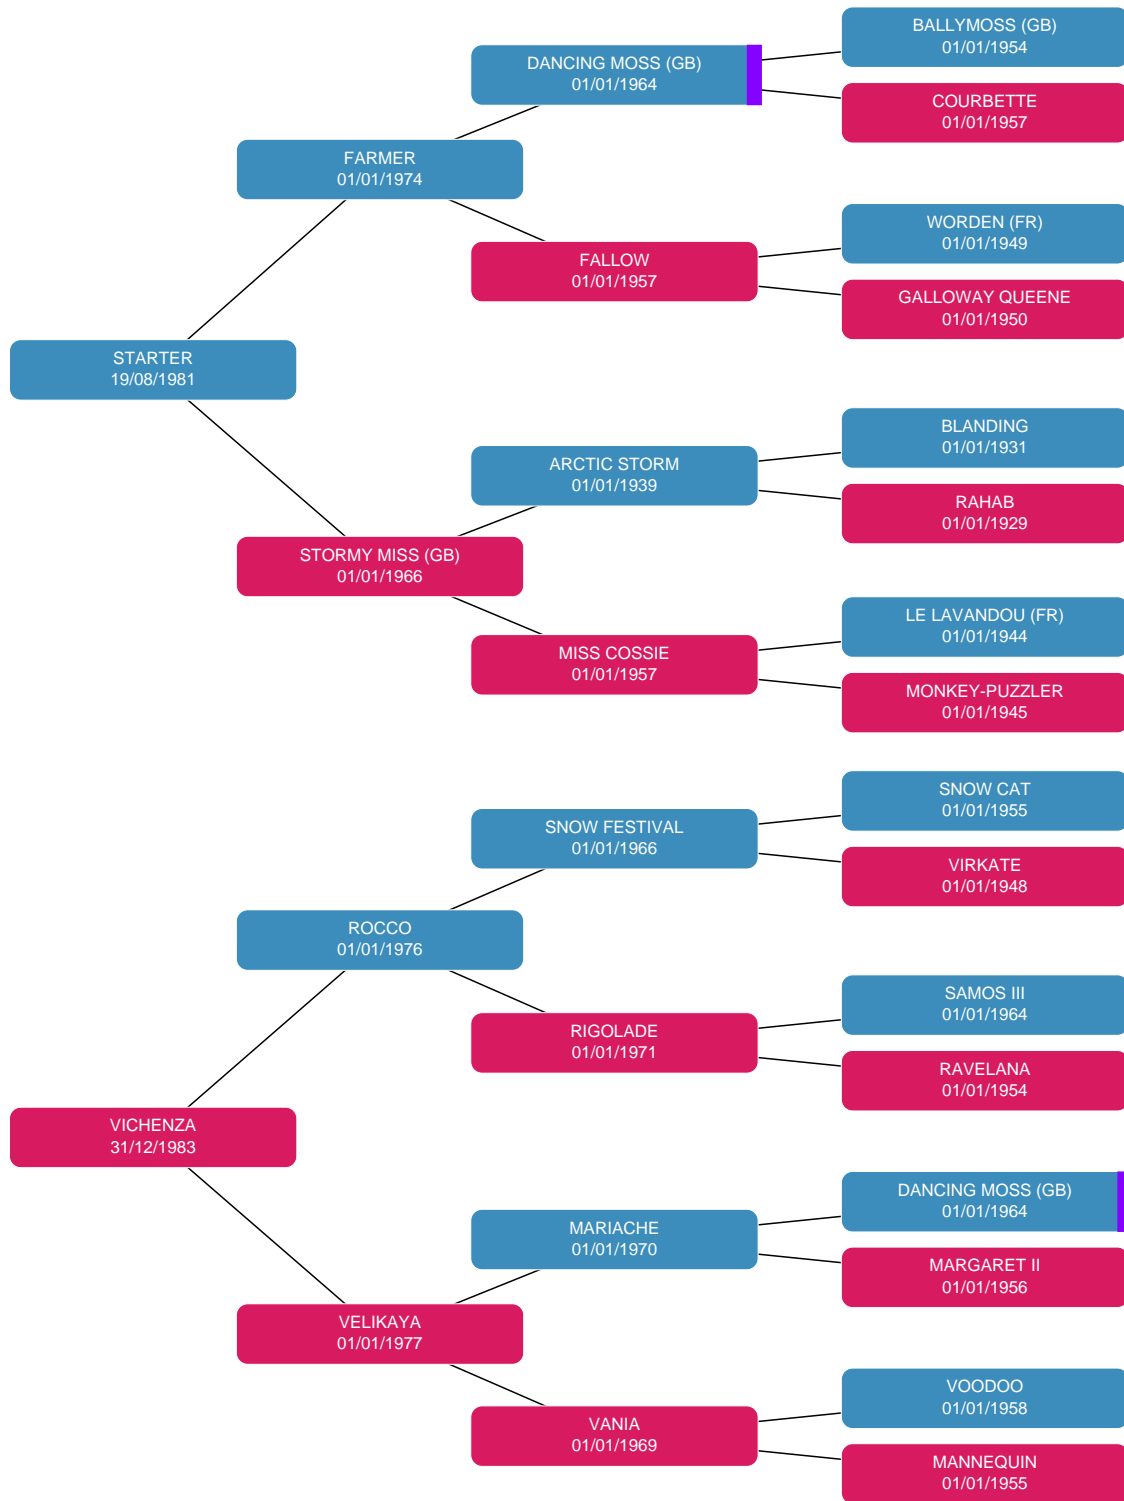 BALLYMOSS (GB)
01/01/1954
DANCING MOSS (GB)
01/01/1964
COURBETTE
01/01/1957
FARMER
01/01/1974
WORDEN (FR)
01/01/1949
FALLOW
01/01/1957
GALLOWAY QUEENE
01/01/1950
STARTER
19/08/1981
BLANDING
01/01/1931
ARCTIC STORM
01/01/1939
RAHAB
01/01/1929
STORMY MISS (GB)
01/01/1966
LE LAVANDOU (FR)
01/01/1944
MISS COSSIE
01/01/1957
MONKEY-PUZZLER
01/01/1945
SNOW CAT
01/01/1955
SNOW FESTIVAL
01/01/1966
VIRKATE
01/01/1948
ROCCO
01/01/1976
SAMOS III
01/01/1964
RIGOLADE
01/01/1971
RAVELANA
01/01/1954
VICHENZA
31/12/1983
DANCING MOSS (GB)
01/01/1964
MARIACHE
01/01/1970
MARGARET II
01/01/1956
VELIKAYA
01/01/1977
VOODOO
01/01/1958
VANIA
01/01/1969
MANNEQUIN
01/01/1955